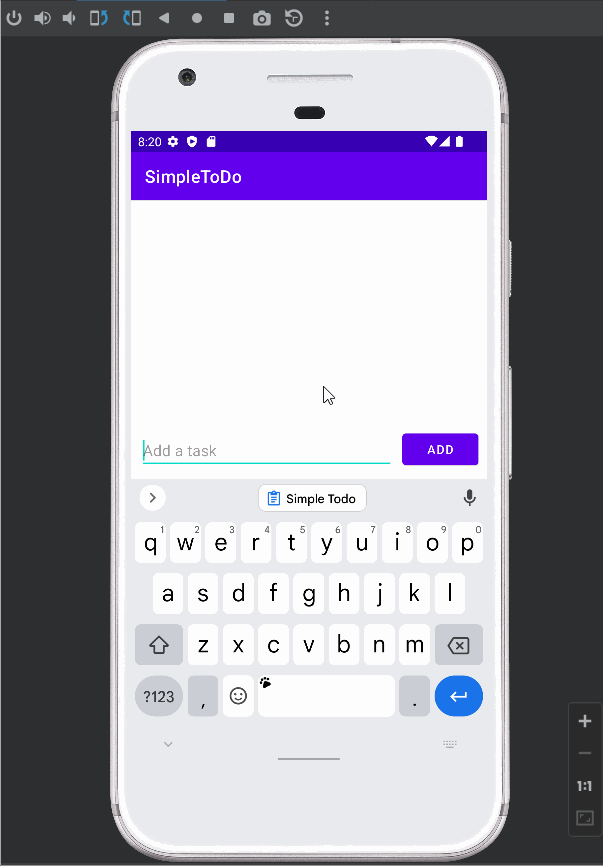 8:20
SimpleToDo
Add a task
ADD
Simple Todo
1 2 3 4 5 6 7 8 9 0
q w e r t y u i o p
a s d f g h j k l
z x c v b n m
?123 , .
1:1